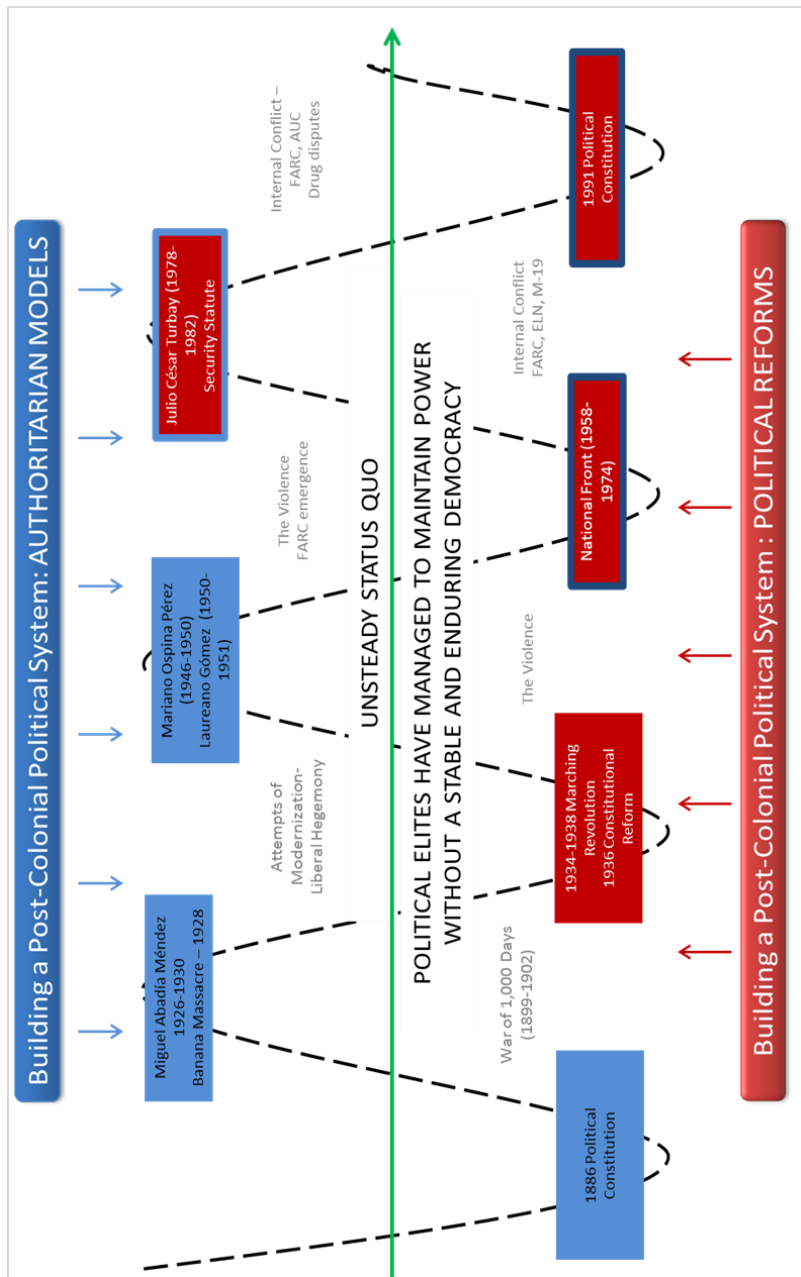 Building a Post-Colonial Political System: AUTHORITARIAN MODELS
Miguel Abadía Méndez
1926-1930
Banana Massacre – 1928
Mariano Ospina Pérez
(1946-1950)
Laureano Gómez (1950-
1951)
Julio César Turbay (1978-
1982)
Security Statute
Attempts of
Modernization-
Liberal Hegemony
The Violence
FARC emergence
Internal Conflict –
FARC, AUC
Drug disputes
UNSTEADY STATUS QUO
POLITICAL ELITES HAVE MANAGED TO MAINTAIN POWER
WITHOUT A STABLE AND ENDURING DEMOCRACY
War of 1,000 Days
(1899-1902)
The Violence
Internal Conflict
FARC, ELN, M-19
1886 Political
Constitution
1934-1938 Marching
Revolution
1936 Constitutional
Reform
National Front (1958-
1974)
1991 Political
Constitution
Building a Post-Colonial Political System : POLITICAL REFORMS